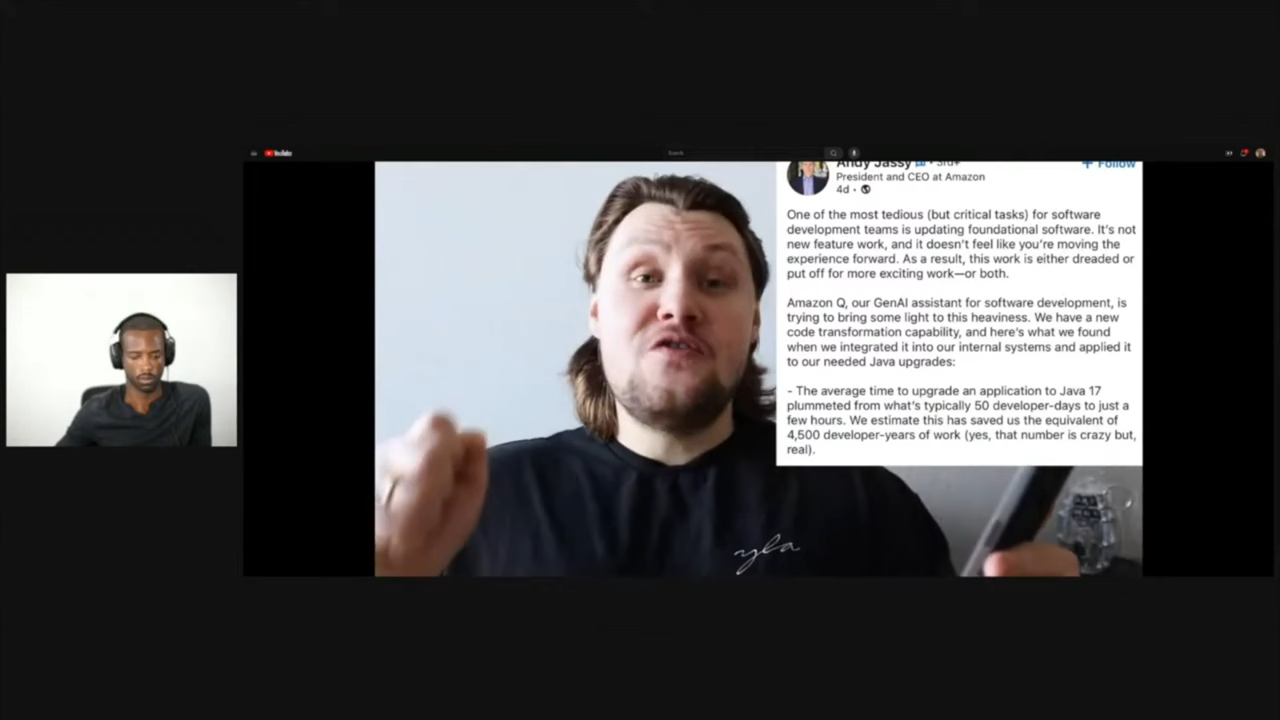 YouTube
Search
Andy Jassy • 3rd+
+ Follow
President and CEO at Amazon
4d •
One of the most tedious (but critical tasks) for software
development teams is updating foundational software. It's not
new feature work, and it doesn't feel like you're moving the
experience forward. As a result, this work is either dreaded or
put off for more exciting work—or both.
Amazon Q, our GenAI assistant for software development, is
trying to bring some light to this heaviness. We have a new
code transformation capability, and here's what we found
when we integrated it into our internal systems and applied it
to our needed Java upgrades:
- The average time to upgrade an application to Java 17
plummeted from what's typically 50 developer-days to just a
few hours. We estimate this has saved us the equivalent of
4,500 developer-years of work (yes, that number is crazy but,
real).